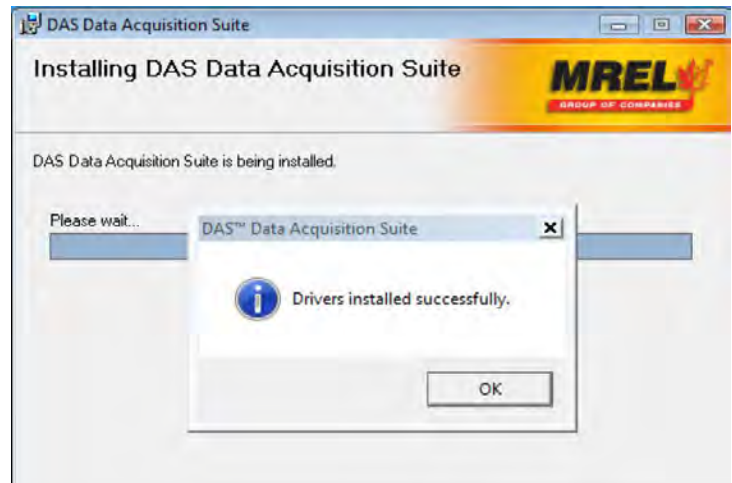 DAS Data Acquisition Suite
Installing DAS Data Acquisition Suite
MREL
GROUP OF COMPANIES
DAS Data Acquisition Suite is being installed.
Please wait...
DAS™ Data Acquisition Suite
Drivers installed successfully.
OK